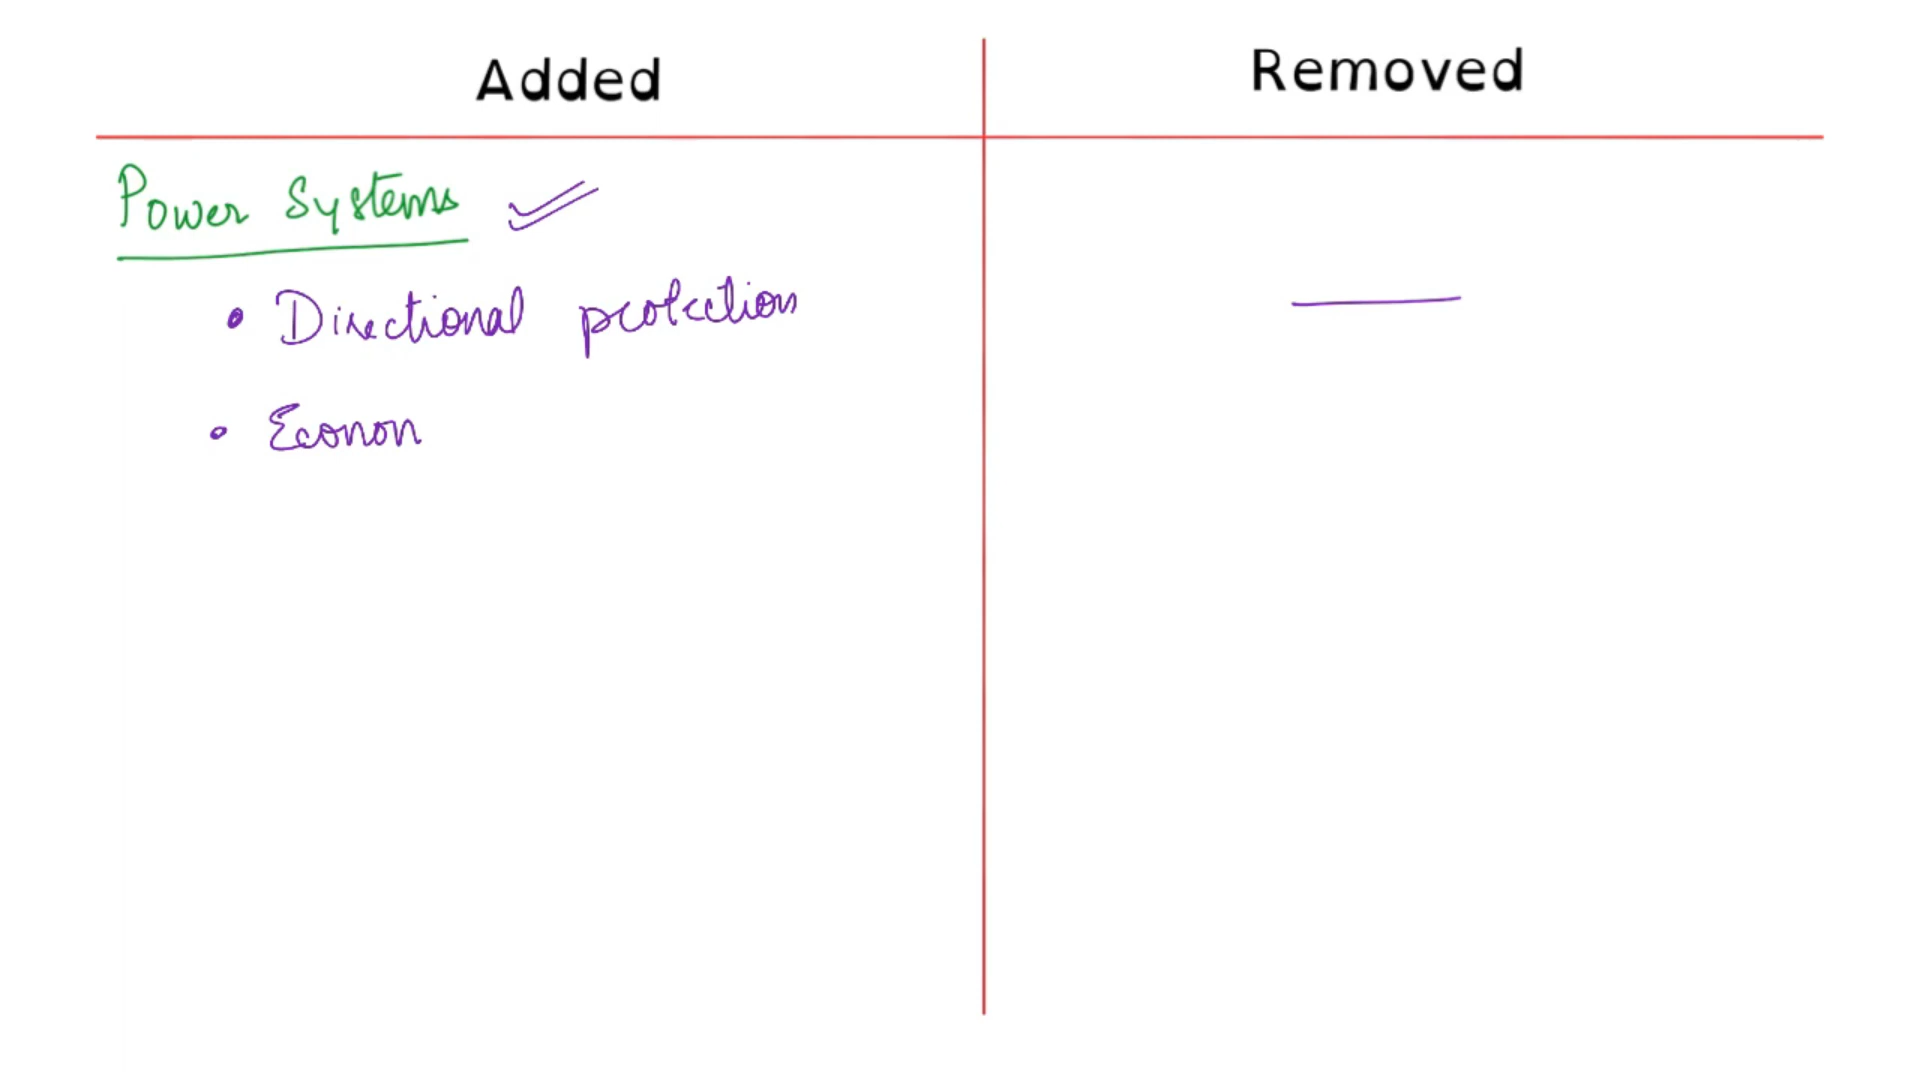 Added Removed
Power Systems
• Directional protection
• Econon